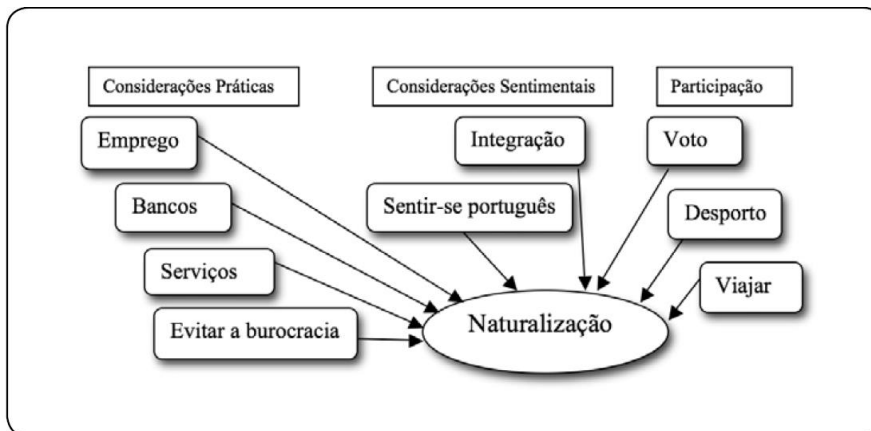 Considerações Práticas
Considerações Sentimentais
Participação
Emprego
Integração
Voto
Bancos
Sentir-se português
Desporto
Serviços
Viajar
Evitar a burocracia
Naturalização